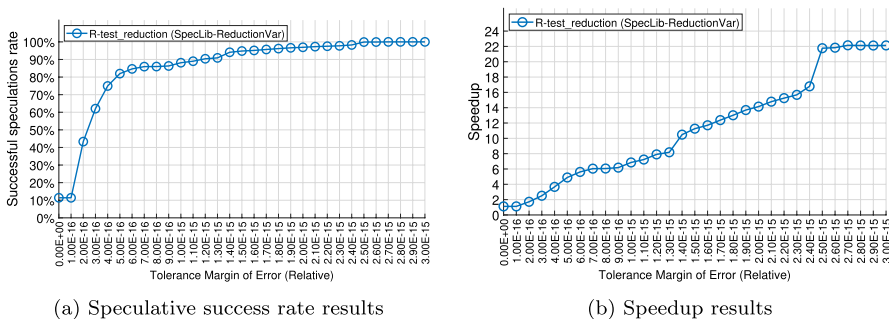 R-test_reduction (SpecLib-ReductionVar)
Successful speculations rate
100%
90%
80%
70%
60%
50%
40%
30%
20%
10%
0%
0.00E+00
1.00E-16
2.00E-16
3.00E-16
4.00E-16
5.00E-16
6.00E-16
7.00E-16
8.00E-16
9.00E-16
1.00E-15
1.10E-15
1.20E-15
1.30E-15
1.40E-15
1.50E-15
1.60E-15
1.70E-15
1.80E-15
1.90E-15
2.00E-15
2.10E-15
2.20E-15
2.30E-15
2.40E-15
2.50E-15
2.60E-15
2.70E-15
2.80E-15
2.90E-15
3.00E-15
Tolerance Margin of Error (Relative)
(a) Speculative success rate results
R-test_reduction (SpecLib-ReductionVar)
Speedup
24
22
20
18
16
14
12
10
8
6
4
2
0
0.00E+00
1.00E-16
2.00E-16
3.00E-16
4.00E-16
5.00E-16
6.00E-16
7.00E-16
8.00E-16
9.00E-16
1.00E-15
1.10E-15
1.20E-15
1.30E-15
1.40E-15
1.50E-15
1.60E-15
1.70E-15
1.80E-15
1.90E-15
2.00E-15
2.10E-15
2.20E-15
2.30E-15
2.40E-15
2.50E-15
2.60E-15
2.70E-15
2.80E-15
2.90E-15
3.00E-15
Tolerance Margin of Error (Relative)
(b) Speedup results